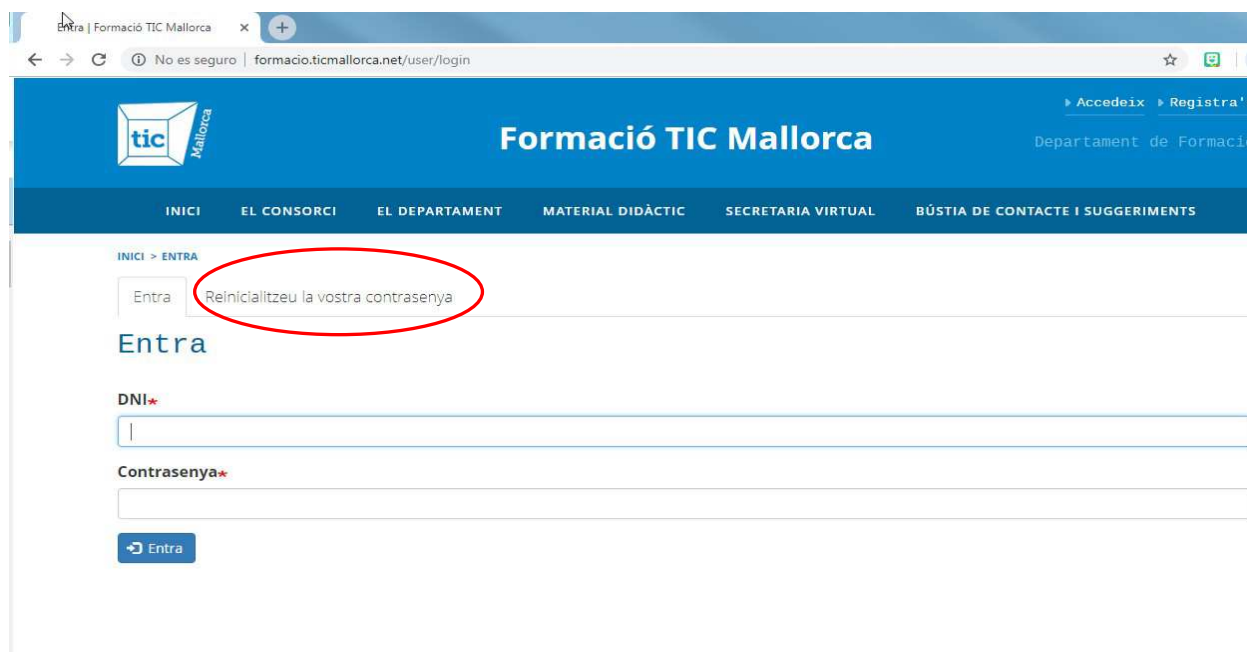 Entra | Formació TIC Mallorca
No es seguro | formacio.ticmallorca.net/user/login
tic Mallorca
Formació TIC Mallorca
Accedeix Registra'
Departament de Formaci
INICI EL CONSORCI EL DEPARTAMENT MATERIAL DIDÀCTIC SECRETARIA VIRTUAL BÚSTIA DE CONTACTE I SUGGERIMENTS
INICI > ENTRA
Entra Reinicialitzeu la vostra contrasenya
Entra
DNI*
Contrasenya*
Entra